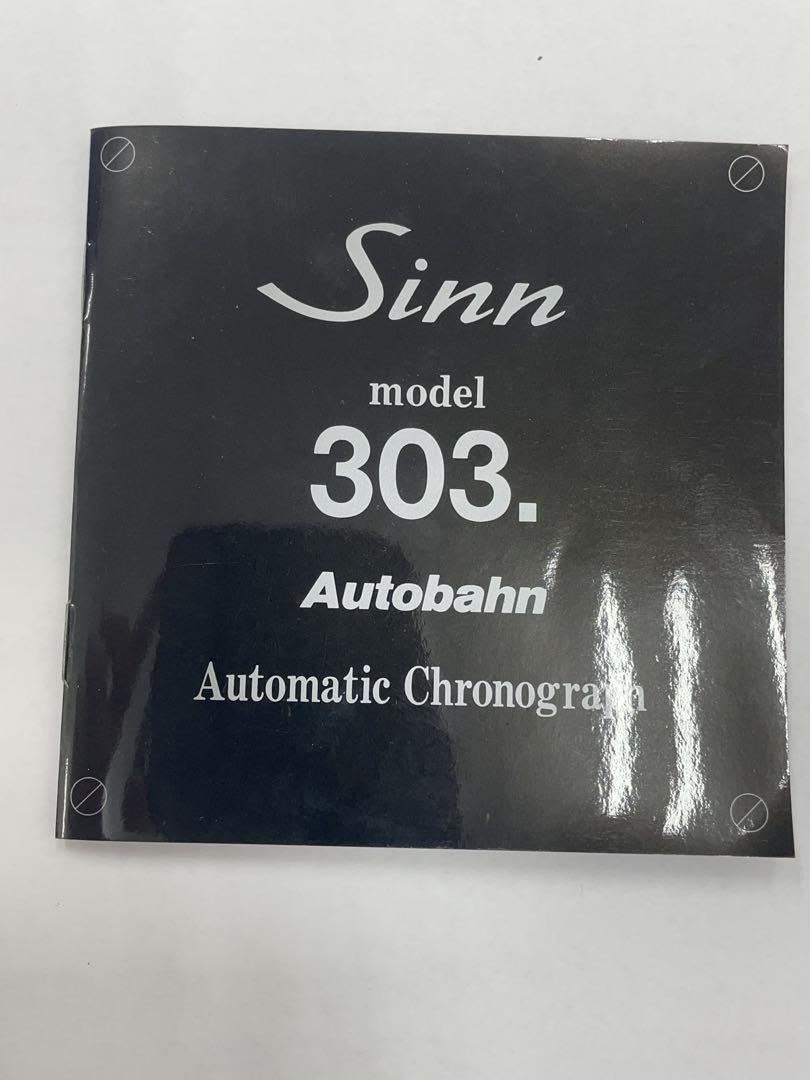 Sinn
model
303.
Autobahn
Automatic Chronograph